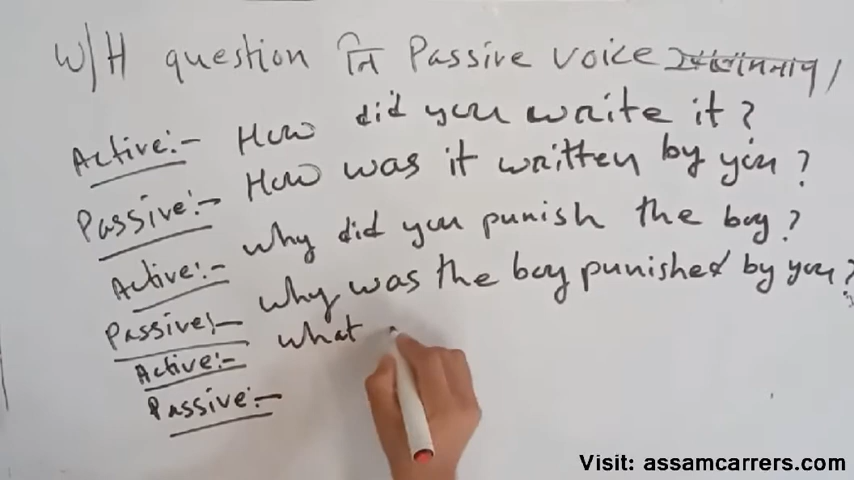 W/H question Passive voice
Active:- How did you write it?
Passive:- How was it written by you?
Active:- why did you punish the boy?
Passive:- why was the boy punished by you?
Active:- what
Passive:-
Visit: assamcarrers.com